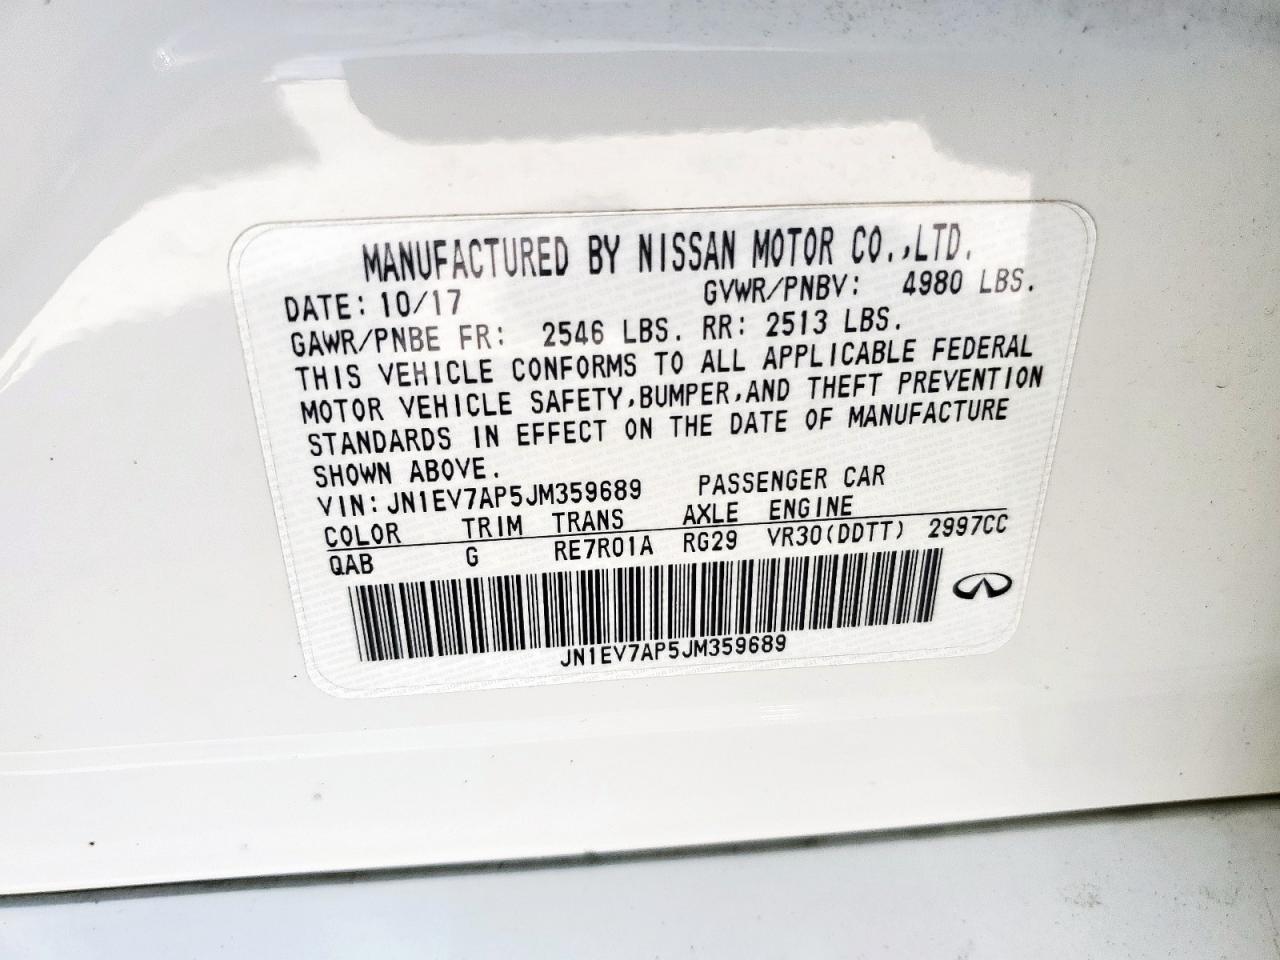 MANUFACTURED BY NISSAN MOTOR CO.,LTD.
DATE: 10/17 GVWR/PNBV: 4980 LBS.
GAWR/PNBE FR: 2546 LBS. RR: 2513 LBS.
THIS VEHICLE CONFORMS TO ALL APPLICABLE FEDERAL
MOTOR VEHICLE SAFETY,BUMPER,AND THEFT PREVENTION
STANDARDS IN EFFECT ON THE DATE OF MANUFACTURE
SHOWN ABOVE.
VIN:JN1EV7AP5JM359689 PASSENGER CAR
COLOR TRIM TRANS AXLE ENGINE
QAB G RE7R01A RG29 VR30(DDTT) 2997CC
JN1EV7AP5JM359689